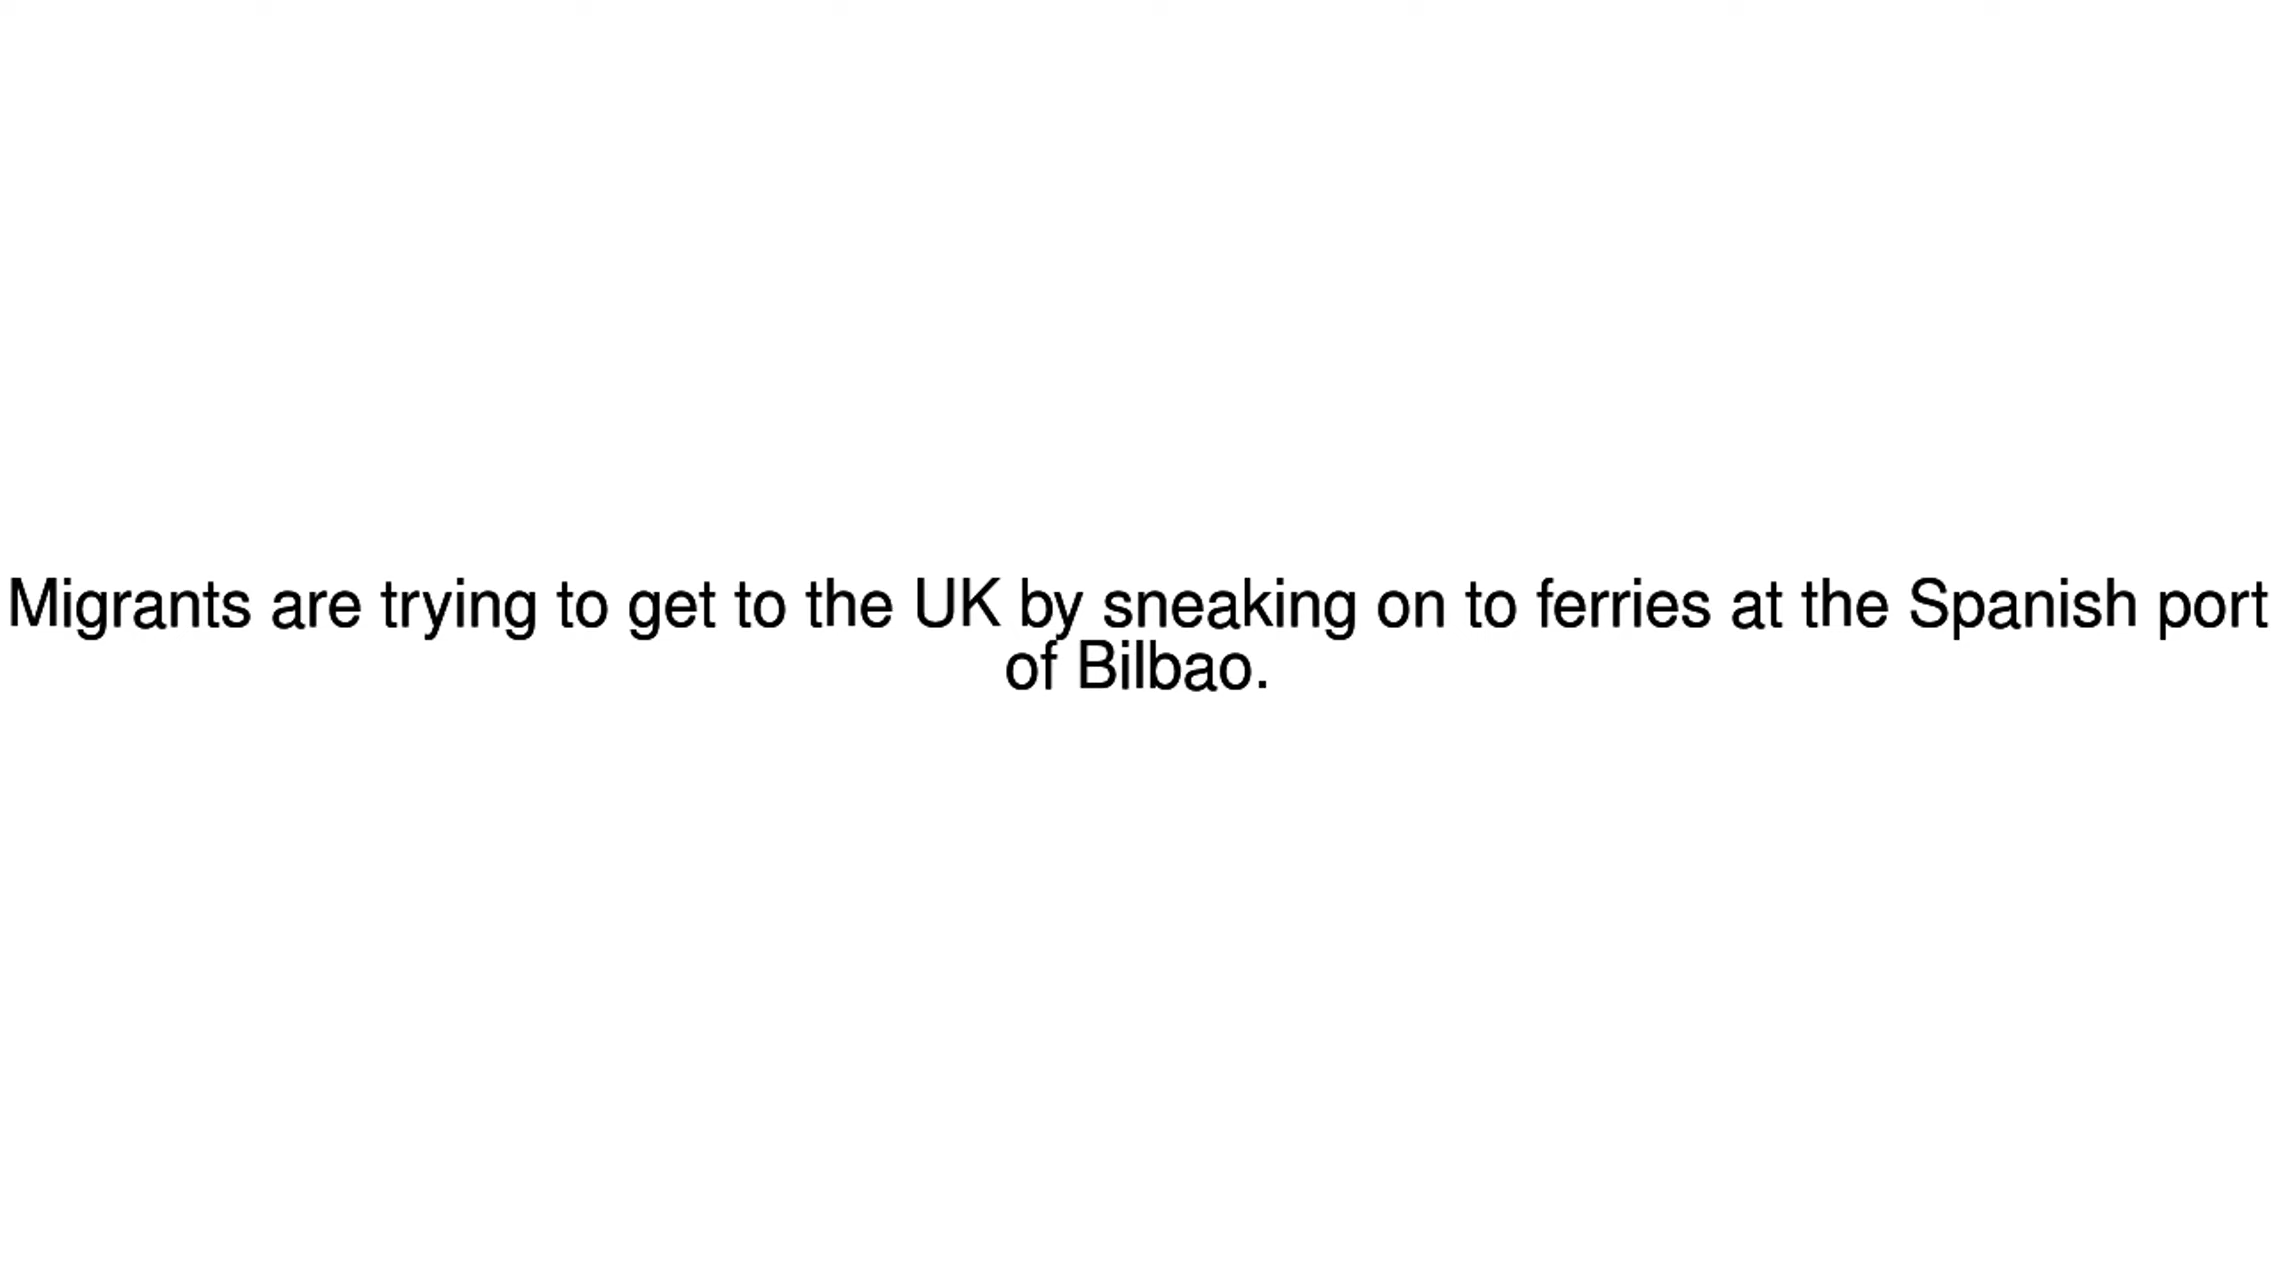 Migrants are trying to get to the UK by sneaking on to ferries at the Spanish port
of Bilbao.